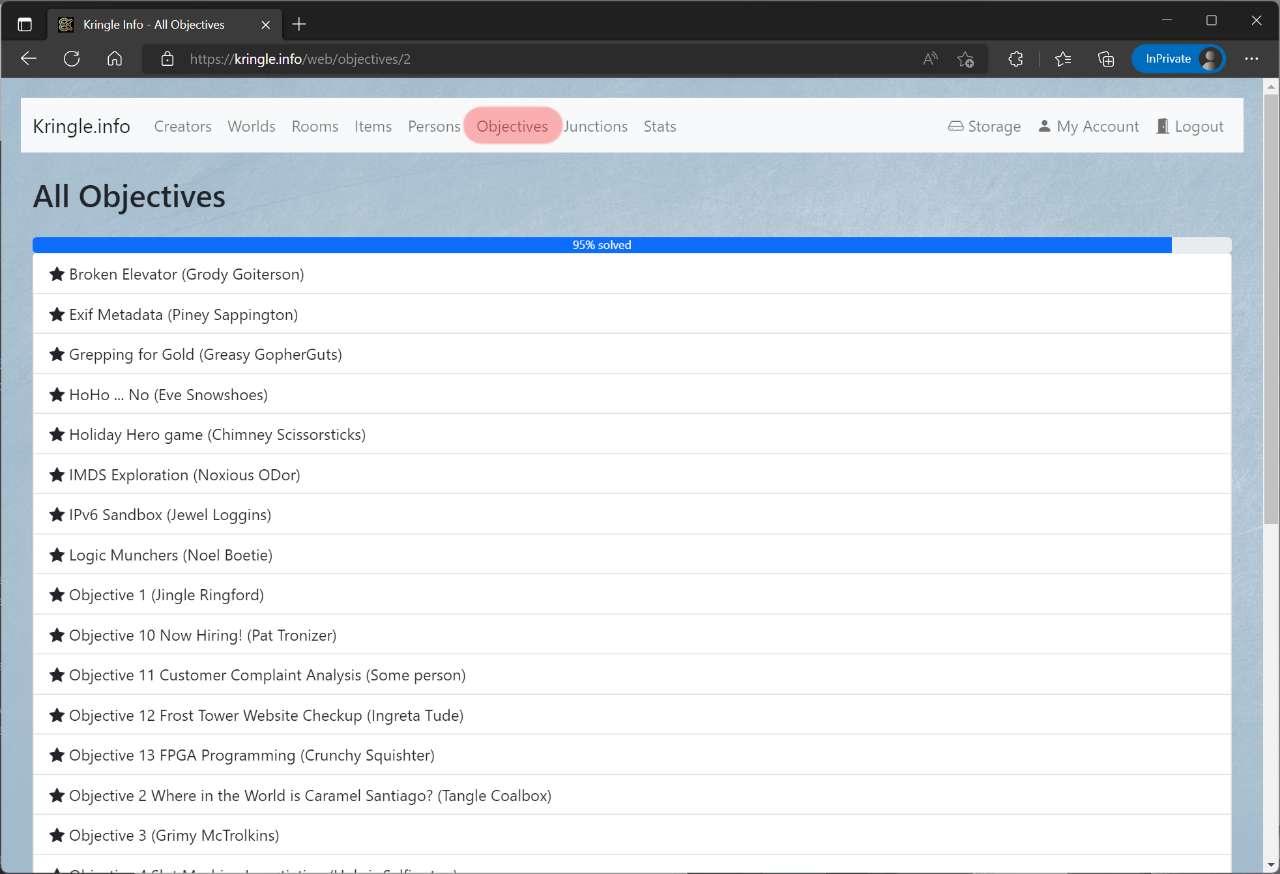 Kringle Info - All Objectives
https://kringle.info/web/objectives/2
InPrivate
Kringle.info Creators Worlds Rooms Items Persons Objectives Junctions Stats Storage My Account Logout
All Objectives
95% solved
Broken Elevator (Grody Goiterson)
Exif Metadata (Piney Sappington)
Grepping for Gold (Greasy GopherGuts)
HoHo ... No (Eve Snowshoes)
Holiday Hero game (Chimney Scissorsticks)
IMDS Exploration (Noxious ODor)
IPv6 Sandbox (Jewel Loggins)
Logic Munchers (Noel Boetie)
Objective 1 (Jingle Ringford)
Objective 10 Now Hiring! (Pat Tronizer)
Objective 11 Customer Complaint Analysis (Some person)
Objective 12 Frost Tower Website Checkup (Ingreta Tude)
Objective 13 FPGA Programming (Crunchy Squishter)
Objective 2 Where in the World is Caramel Santiago? (Tangle Coalbox)
Objective 3 (Grimy McTrolkins)